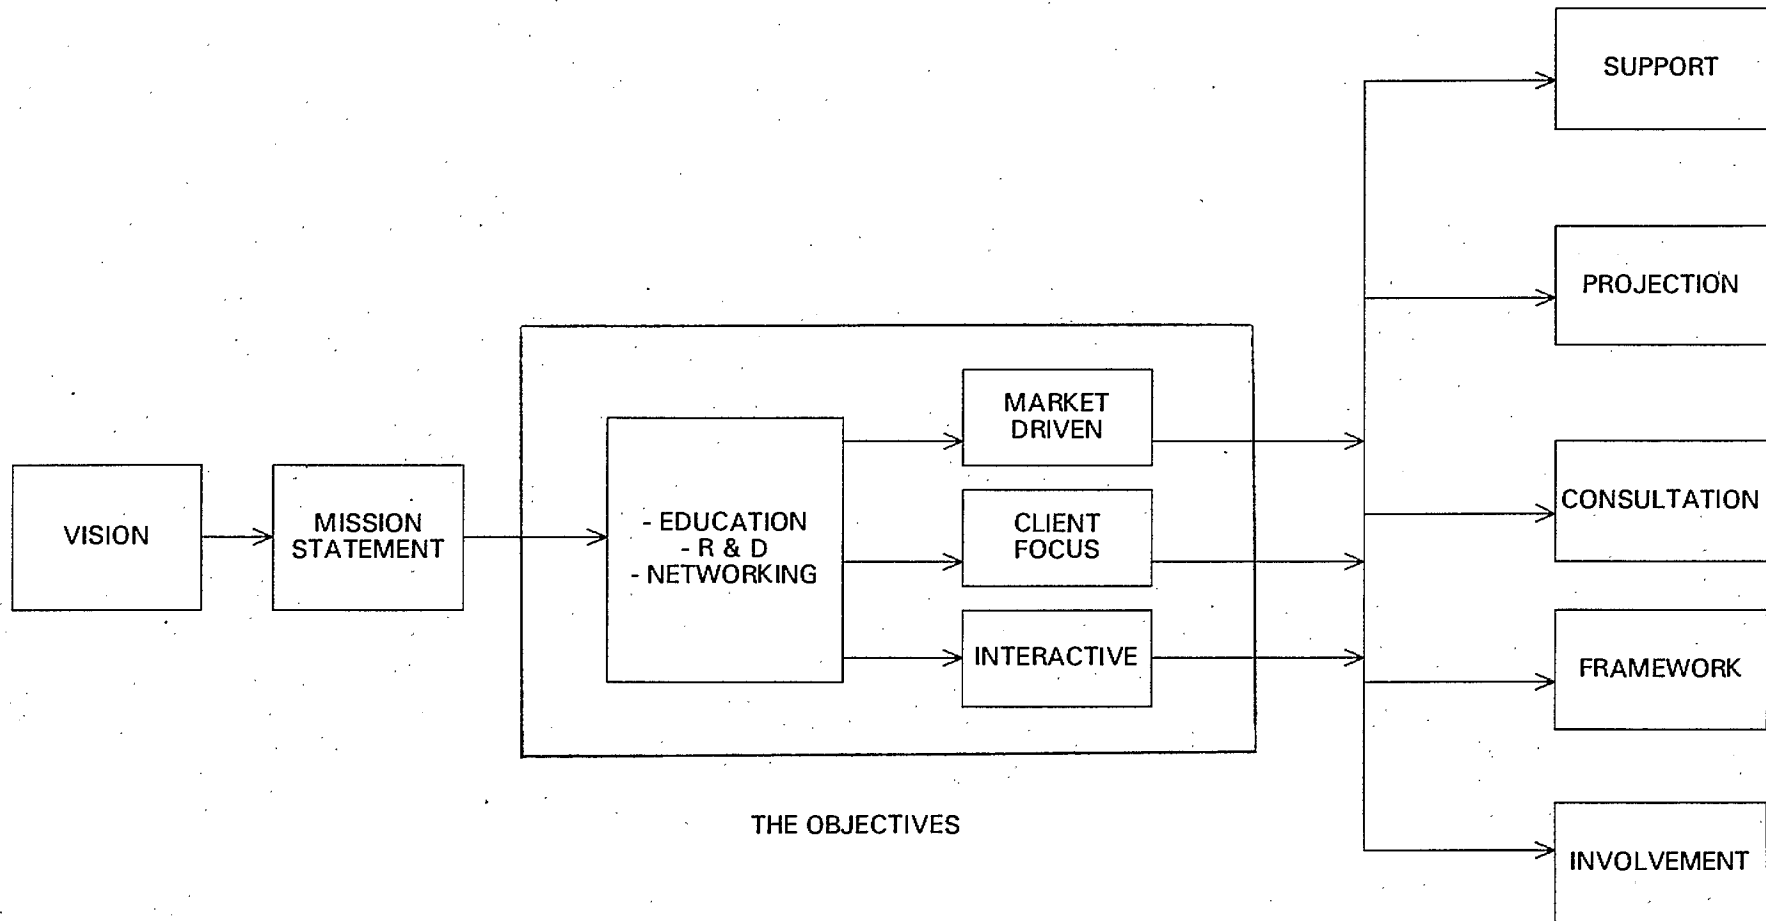 VISION
MISSION
STATEMENT
- EDUCATION
- R & D
- NETWORKING
MARKET
DRIVEN
CLIENT
FOCUS
INTERACTIVE
THE OBJECTIVES
SUPPORT
PROJECTION
CONSULTATION
FRAMEWORK
INVOLVEMENT